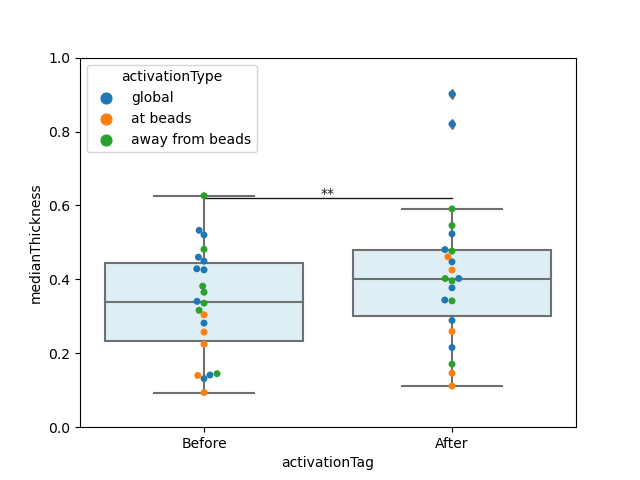 1.0
0.8
0.6
0.4
0.2
0.0
medianThickness
activationType
global
at beads
away from beads
**
Before
After
activationTag